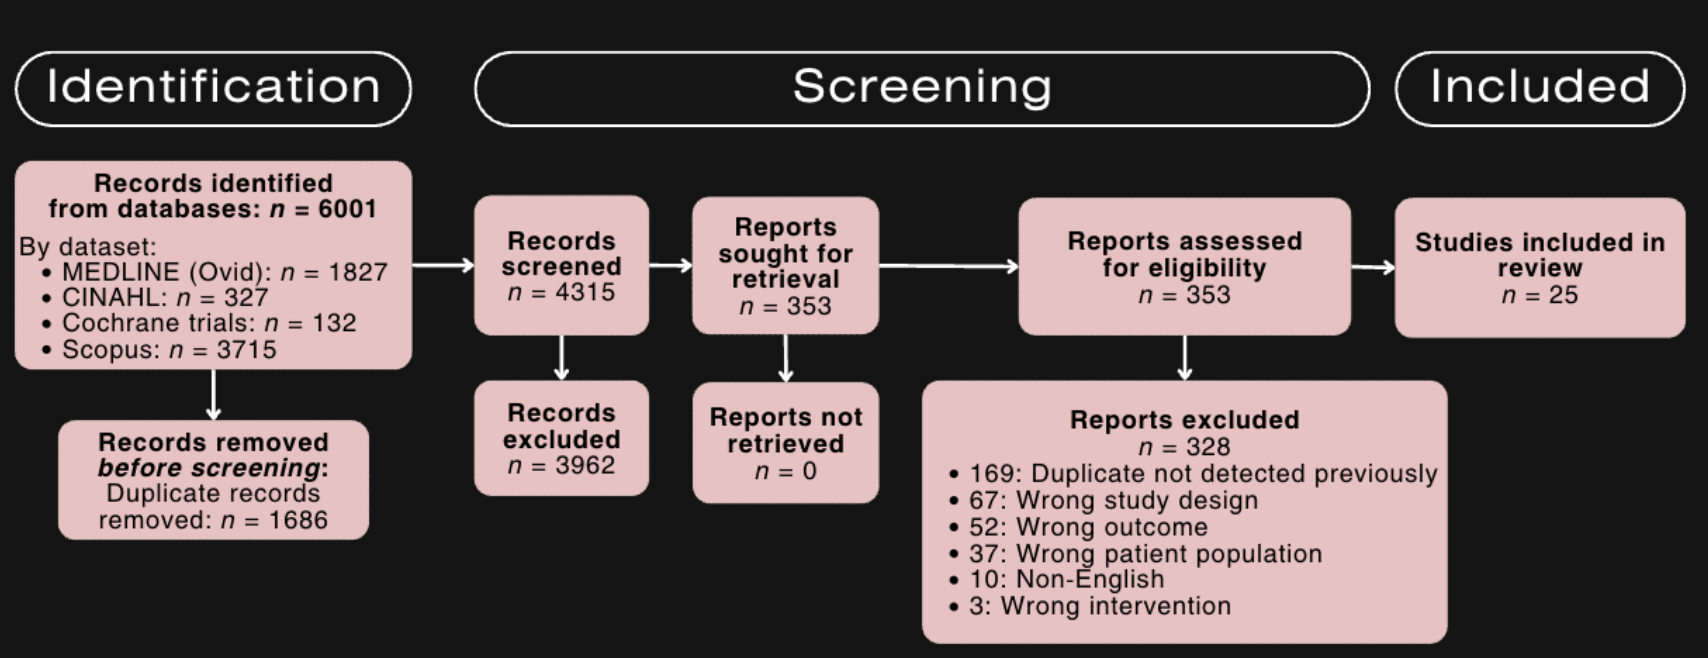 Identification
Screening
Included
Records identified
from databases: n = 6001
By dataset:
• MEDLINE (Ovid): n = 1827
• CINAHL: n = 327
• Cochrane trials: n = 132
• Scopus: n = 3715
Records removed
before screening:
Duplicate records
removed: n = 1686
Records
screened
n = 4315
Records
excluded
n = 3962
Reports
sought for
retrieval
n = 353
Reports not
retrieved
n = 0
Reports assessed
for eligibility
n = 353
Reports excluded
n = 328
• 169: Duplicate not detected previously
• 67: Wrong study design
• 52: Wrong outcome
• 37: Wrong patient population
• 10: Non-English
• 3: Wrong intervention
Studies included in
review
n = 25